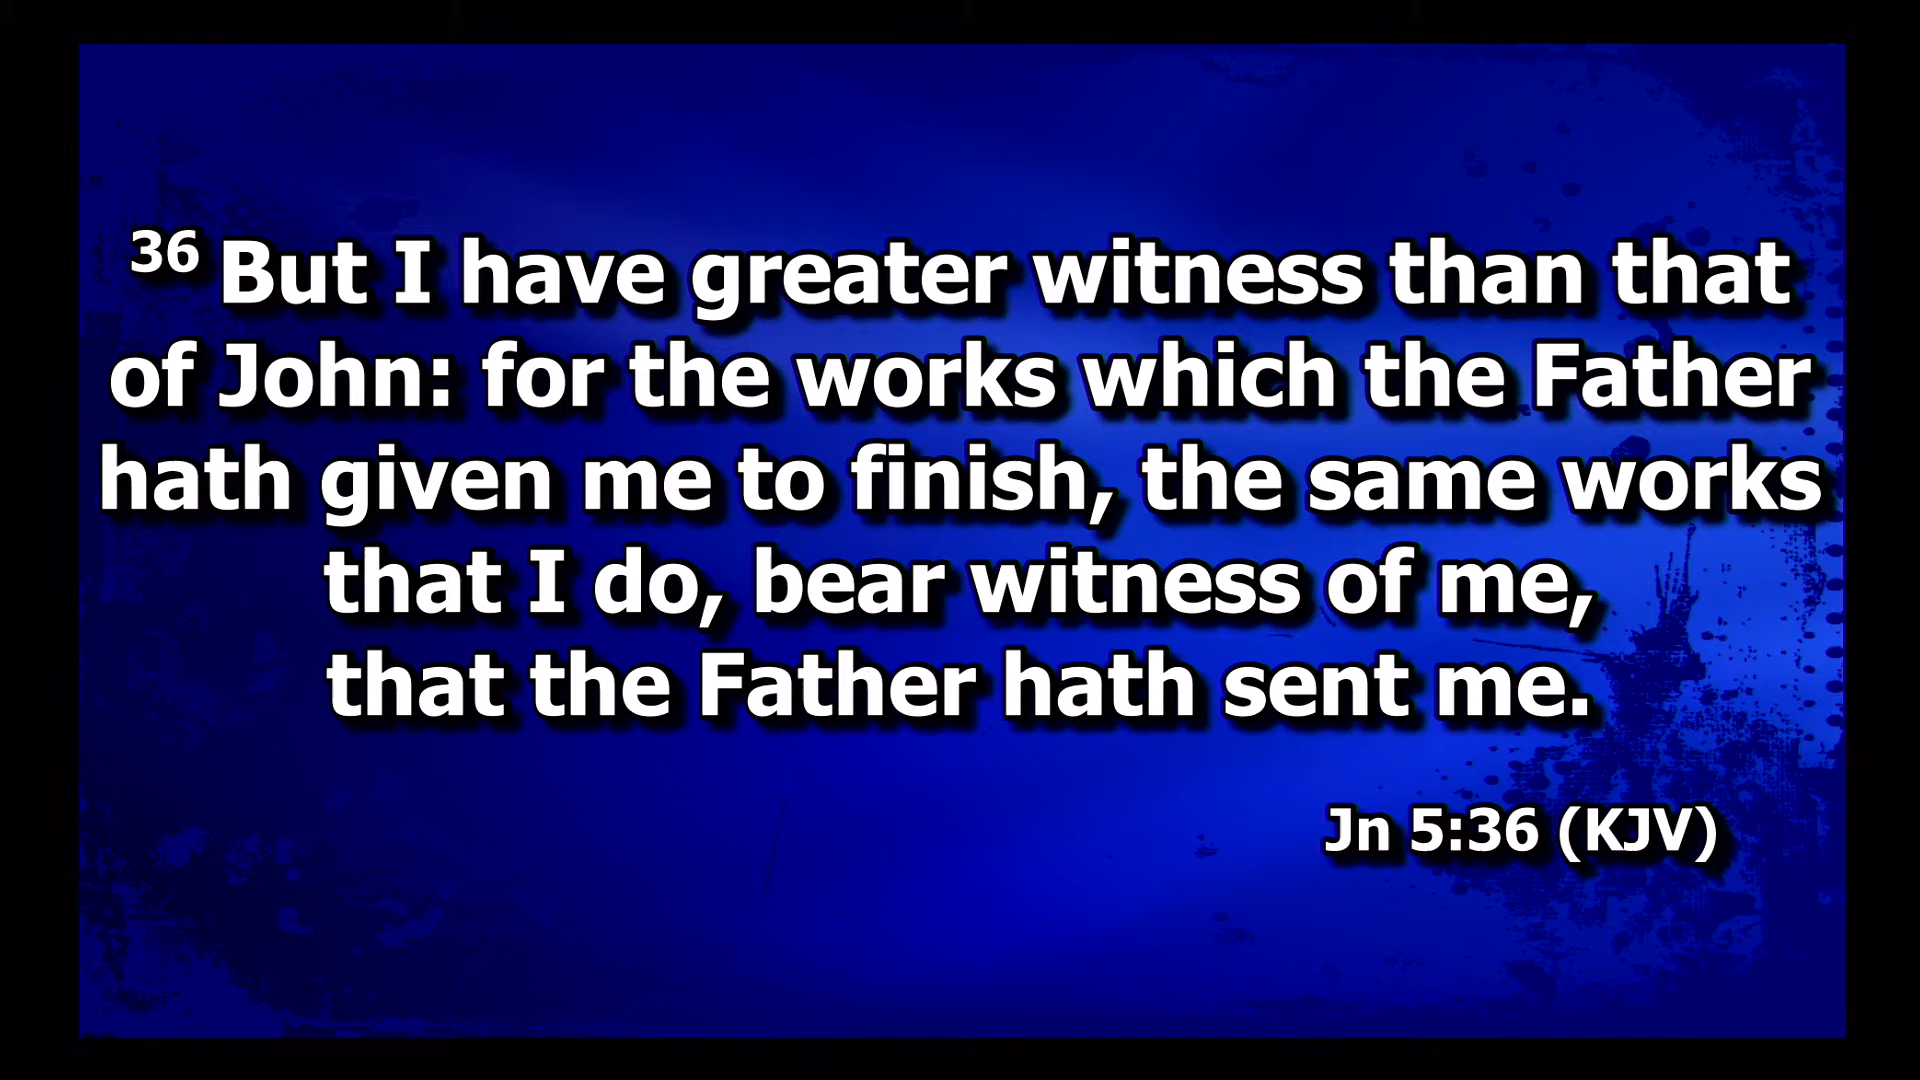 36 But I have greater witness than that
of John: for the works which the Father
hath given me to finish, the same works
that I do, bear witness of me,
that the Father hath sent me.
Jn 5:36 (KJV)